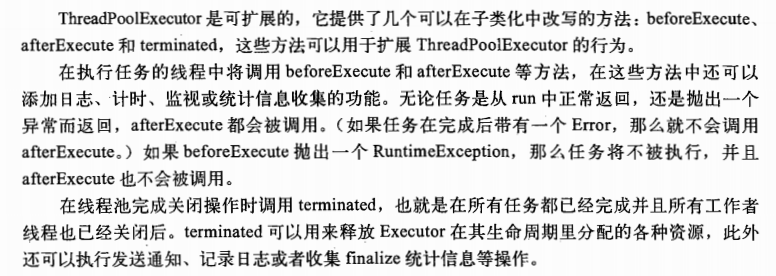 ThreadPoolExecutor 是可扩展的，它提供了几个可以在子类化中改写的方法：beforeExecute、
afterExecute 和 terminated，这些方法可以用于扩展 ThreadPoolExecutor 的行为。
在执行任务的线程中将调用 beforeExecute 和 afterExecute 等方法，在这些方法中还可以
添加日志、计时、监视或统计信息收集的功能。无论任务是从 run 中正常返回，还是抛出一个
异常而返回，afterExecute 都会被调用。（如果任务在完成后带有一个 Error，那么就不会调用
afterExecute。）如果 beforeExecute 抛出一个 RuntimeException，那么任务将不被执行，并且
afterExecute 也不会被调用。
在线程池完成关闭操作时调用 terminated，也就是在所有任务都已经完成并且所有工作者
线程也已经关闭后。terminated 可以用来释放 Executor 在其生命周期里分配的各种资源，此外
还可以执行发送通知、记录日志或者收集 finalize 统计信息等操作。